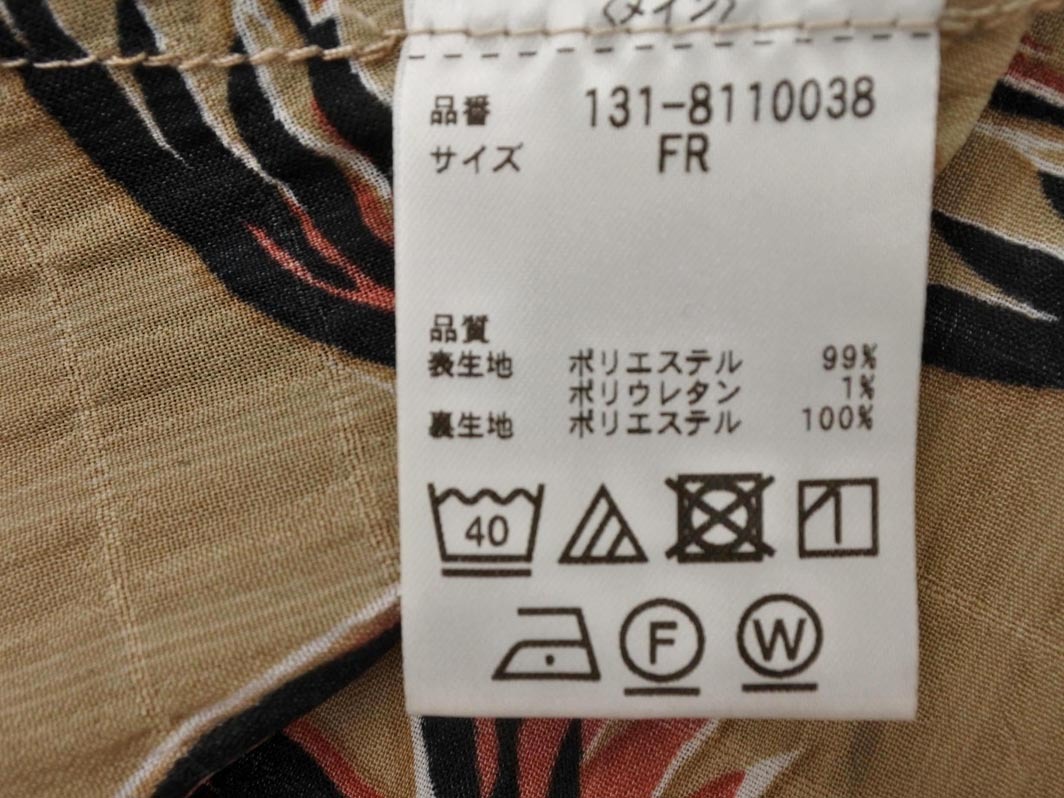 <メイン>
品番 131-8110038
サイズ FR
品質
表生地 ポリエステル 99%
ポリウレタン 1%
裏生地 ポリエステル 100%
40
F W